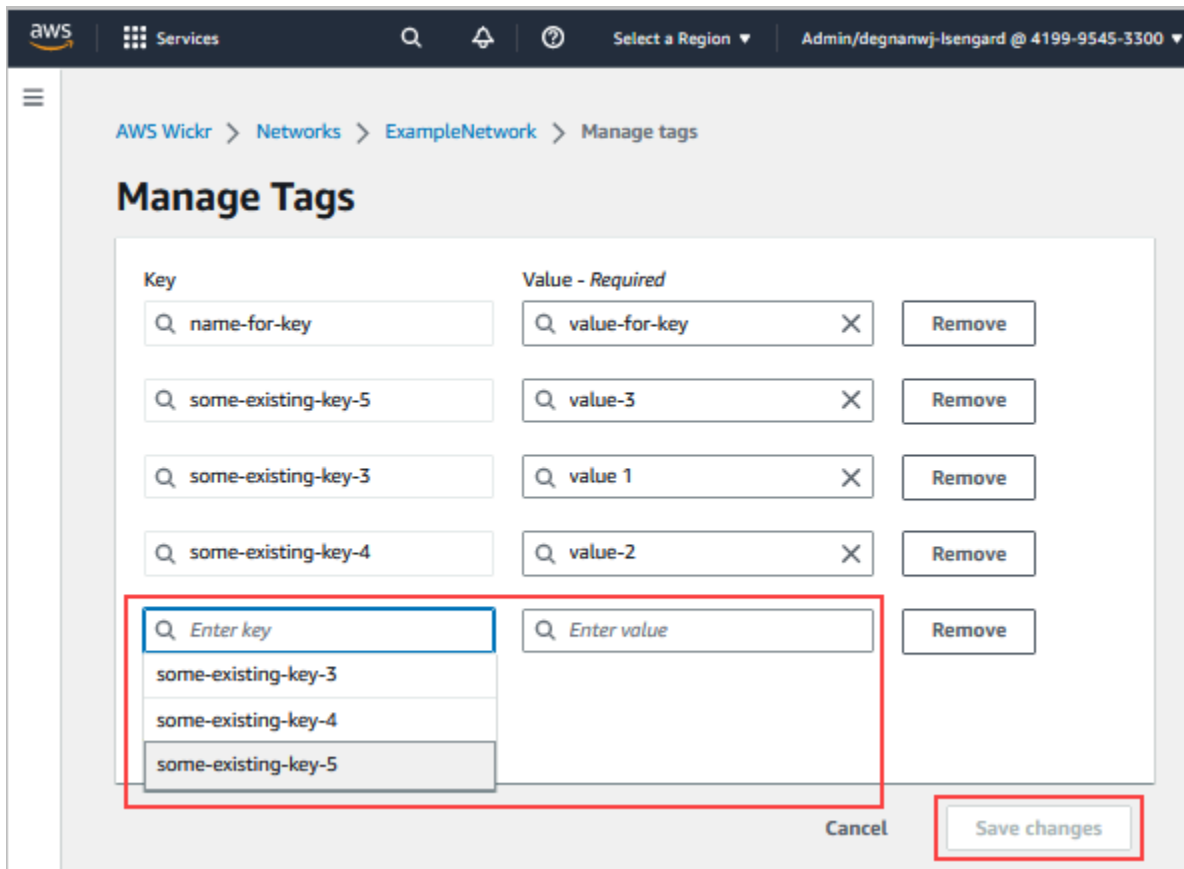 aws Services Select a Region ▼ Admin/degnanwj-Isengard @ 4199-9545-3300 ▼
AWS Wickr > Networks > ExampleNetwork > Manage tags
Manage Tags
Key Value - Required
name-for-key value-for-key Remove
some-existing-key-5 value-3 Remove
some-existing-key-3 value 1 Remove
some-existing-key-4 value-2 Remove
Enter key Enter value Remove
some-existing-key-3
some-existing-key-4
some-existing-key-5
Cancel Save changes